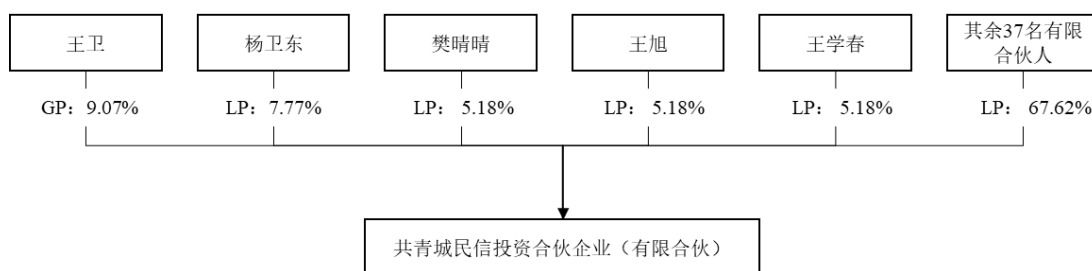 王卫
杨卫东
樊晴晴
王旭
王学春
其余37名有限
合伙人
GP：9.07%
LP：7.77%
LP：5.18%
LP：5.18%
LP：5.18%
LP：67.62%
共青城民信投资合伙企业（有限合伙）